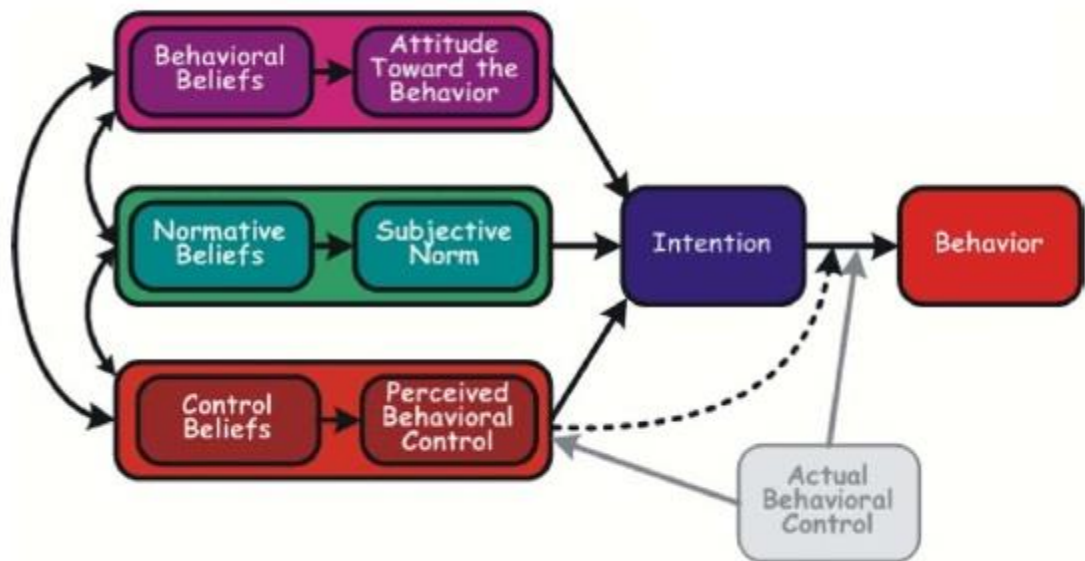 Behavioral
Beliefs
Attitude
Toward the
Behavior
Normative
Beliefs
Subjective
Norm
Intention
Behavior
Control
Beliefs
Perceived
Behavioral
Control
Actual
Behavioral
Control